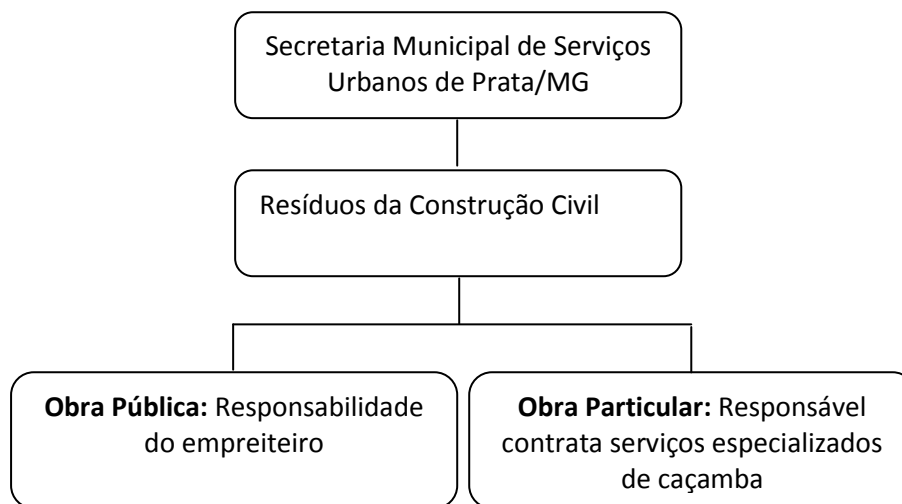 Secretaria Municipal de Serviços
Urbanos de Prata/MG
Resíduos da Construção Civil
Obra Pública: Responsabilidade
do empreiteiro
Obra Particular: Responsável
contrata serviços especializados
de caçamba